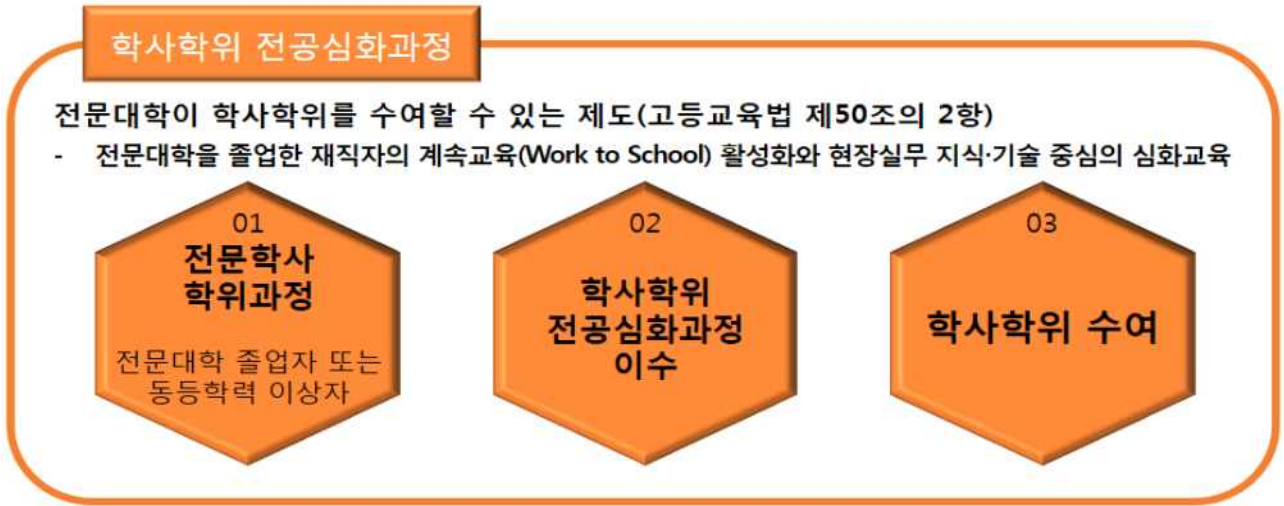 학사학위 전공심화과정
전문대학이 학사학위를 수여할 수 있는 제도(고등교육법 제50조의 2항)
- 전문대학을 졸업한 재직자의 계속교육(Work to School) 활성화와 현장실무 지식·기술 중심의 심화교육
01
전문학사
학위과정
전문대학 졸업자 또는
동등학력 이상자
02
학사학위
전공심화과정
이수
03
학사학위 수여